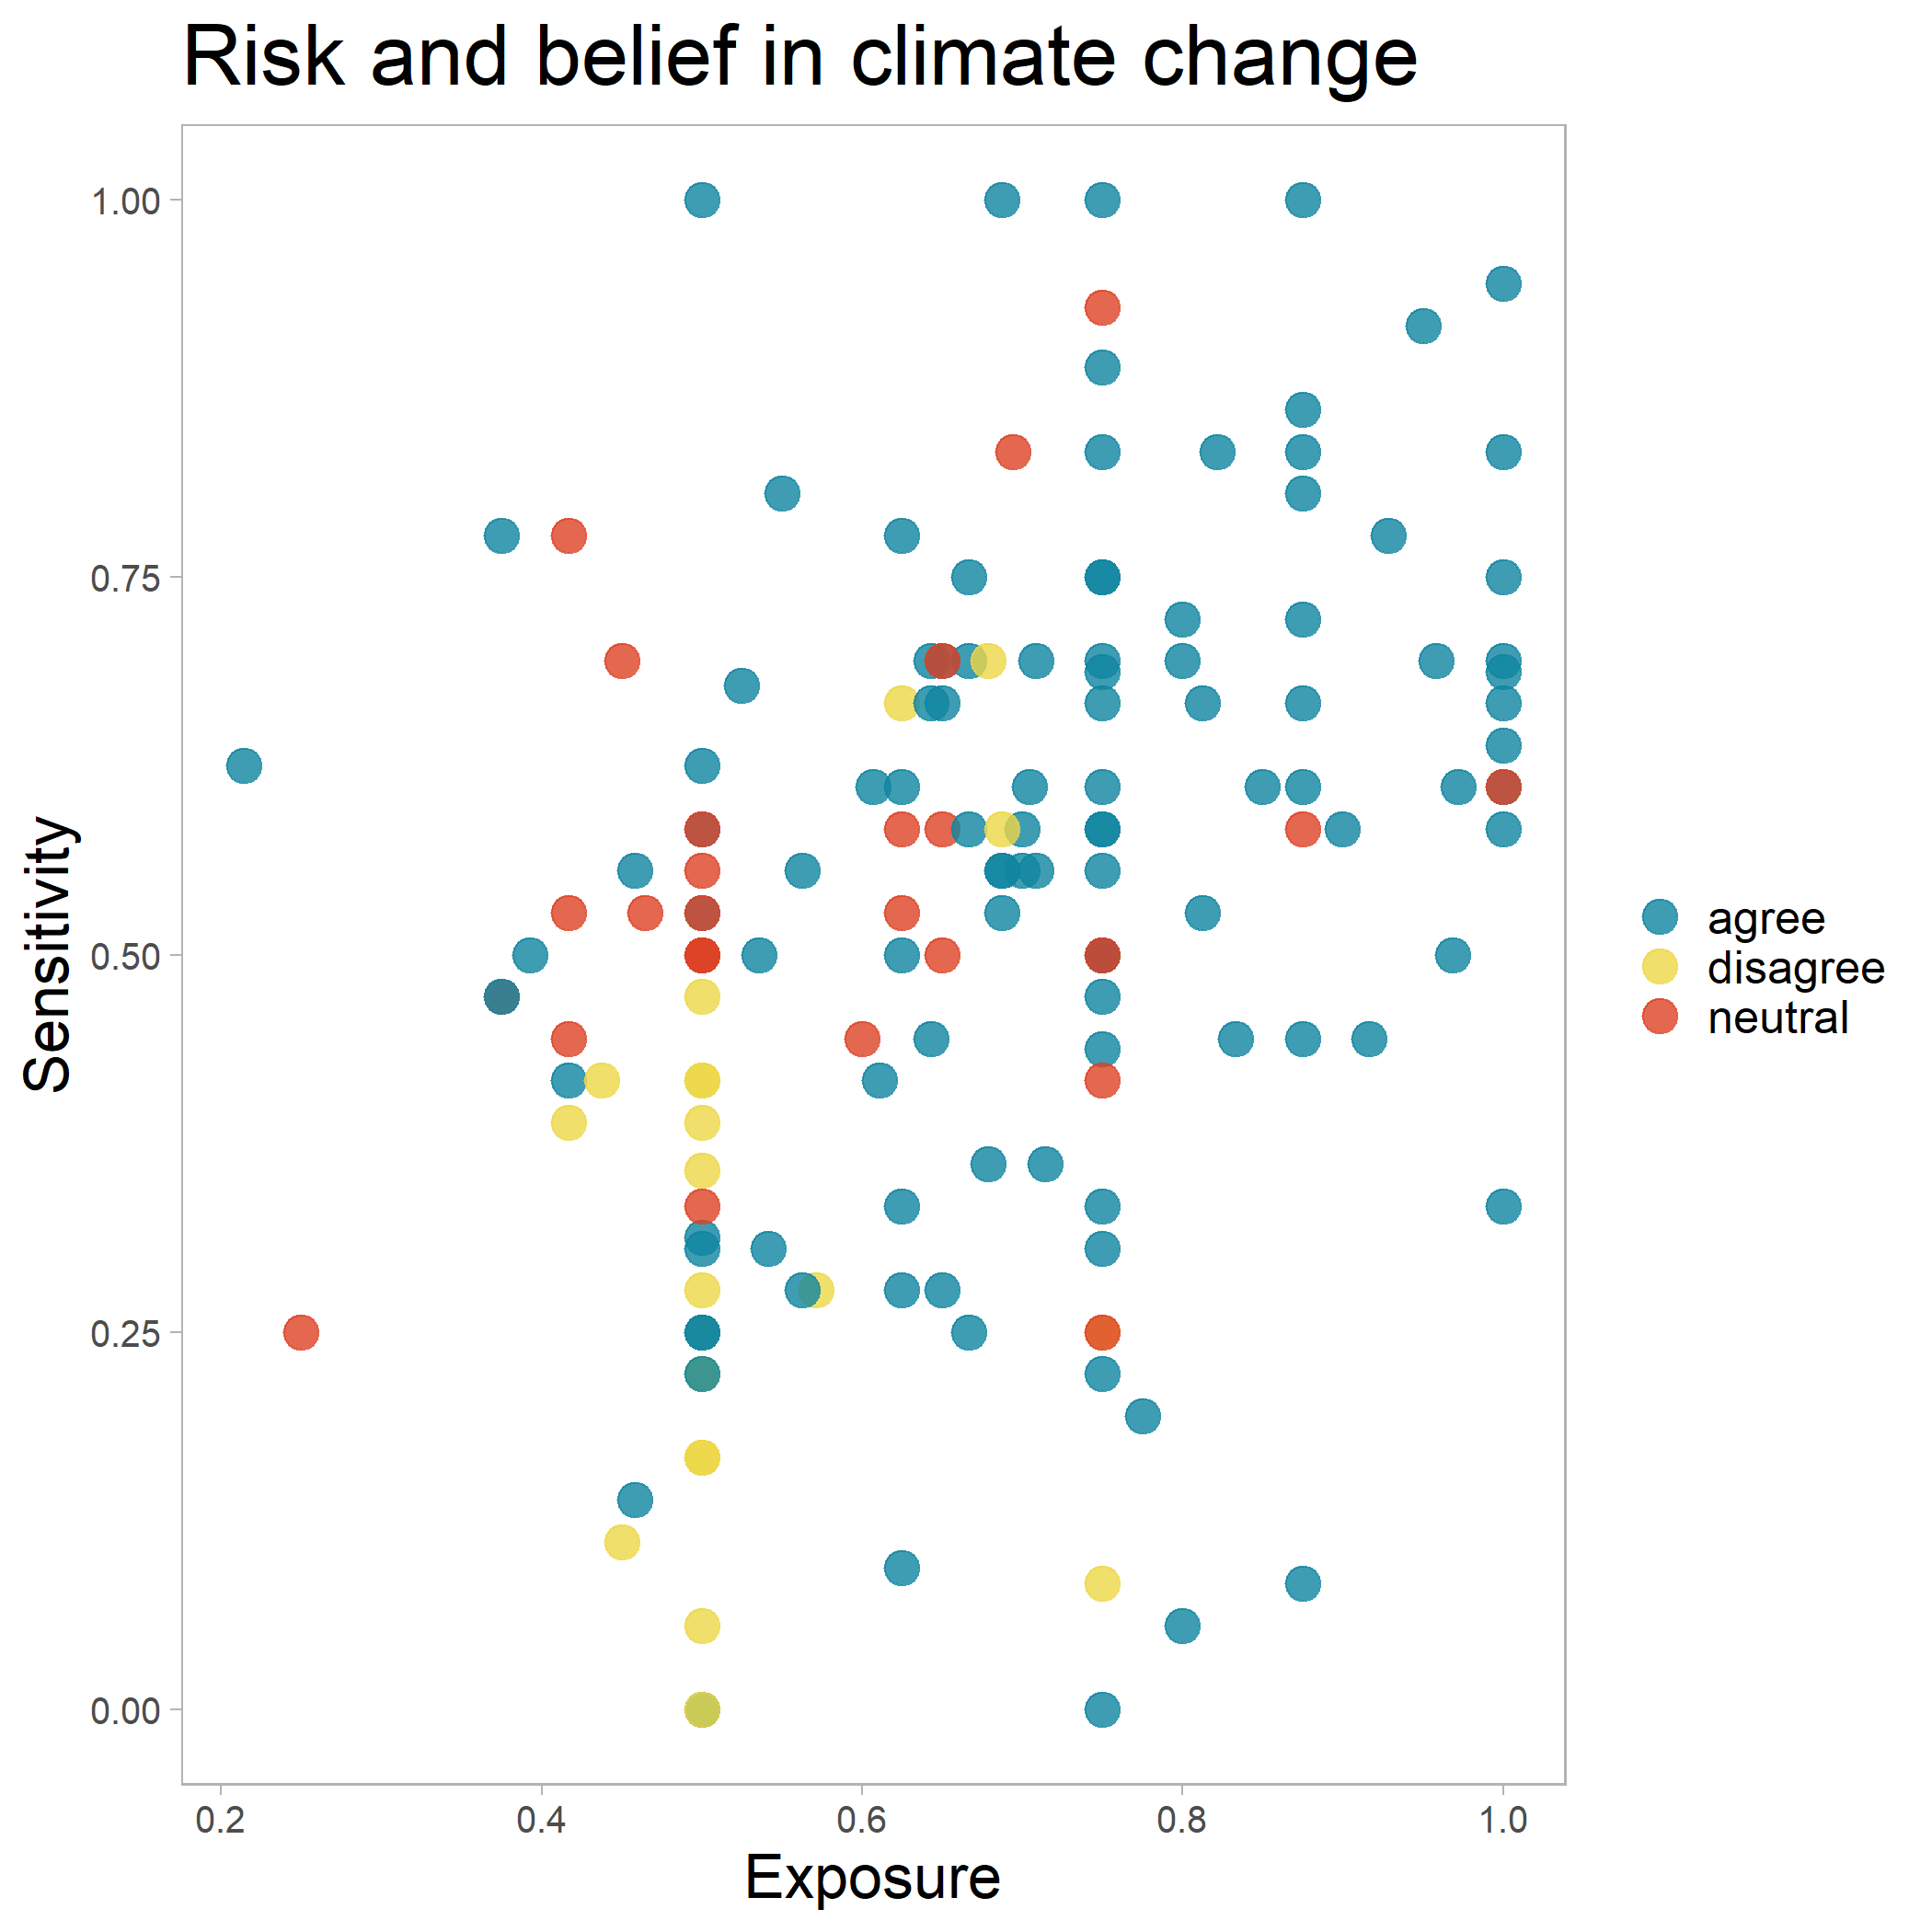 Risk and belief in climate change
1.00
0.75
0.50
0.25
0.00
Sensitivity
0.2 0.4 0.6 0.8 1.0
Exposure
agree
disagree
neutral